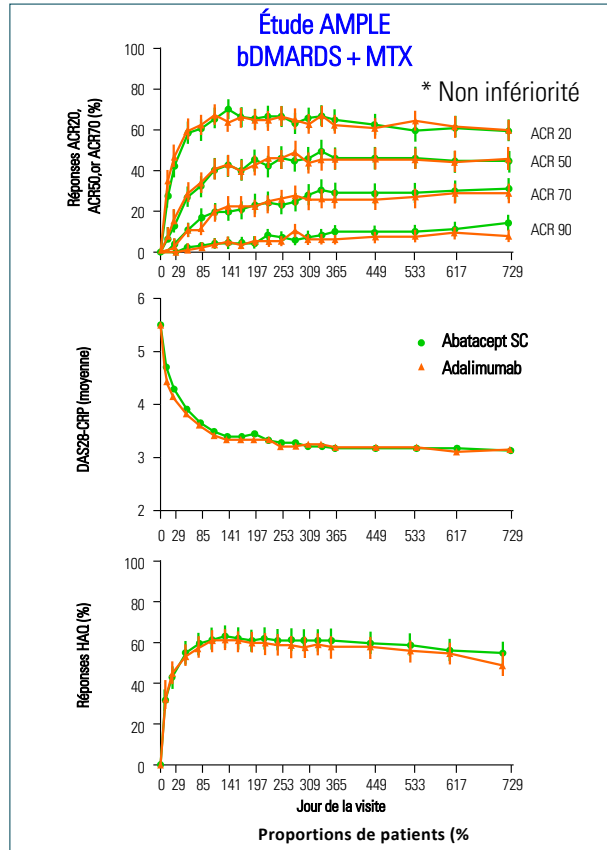 Étude AMPLE
bDMARDS + MTX
* Non infériorité
Réponses ACR20,
ACR50,or ACR70 (%)
100
80
60
40
20
0
ACR 20
ACR 50
ACR 70
ACR 90
0 29 85 141 197 253 309 365 449 533 617 729
DAS28-CRP (moyenne)
6
5
4
3
2
Abatacept SC
Adalimumab
0 29 85 141 197 253 309 365 449 533 617 729
Réponses HAQ (%)
100
80
60
40
20
0
0 29 85 141 197 253 309 365 449 533 617 729
Jour de la visite
Proportions de patients (%